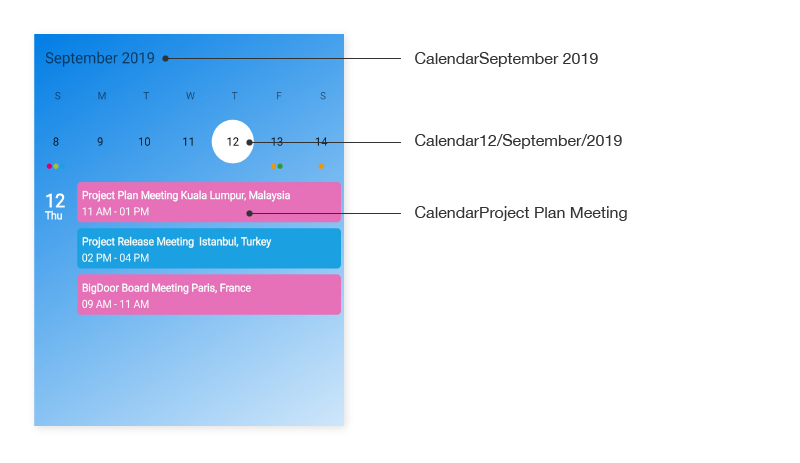 September 2019
CalendarSeptember 2019
S M T W T F S
8 9 10 11 12 13 14
Calendar12/September/2019
12
Thu
Project Plan Meeting Kuala Lumpur, Malaysia
11 AM - 01 PM
CalendarProject Plan Meeting
Project Release Meeting Istanbul, Turkey
02 PM - 04 PM
BigDoor Board Meeting Paris, France
09 AM - 11 AM